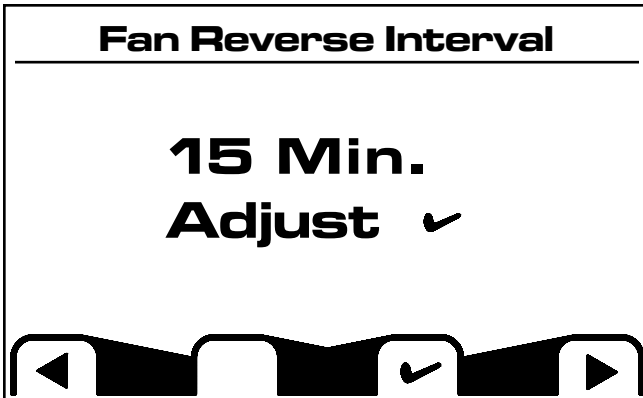 Fan Reverse Interval
15 Min.
Adjust ✓